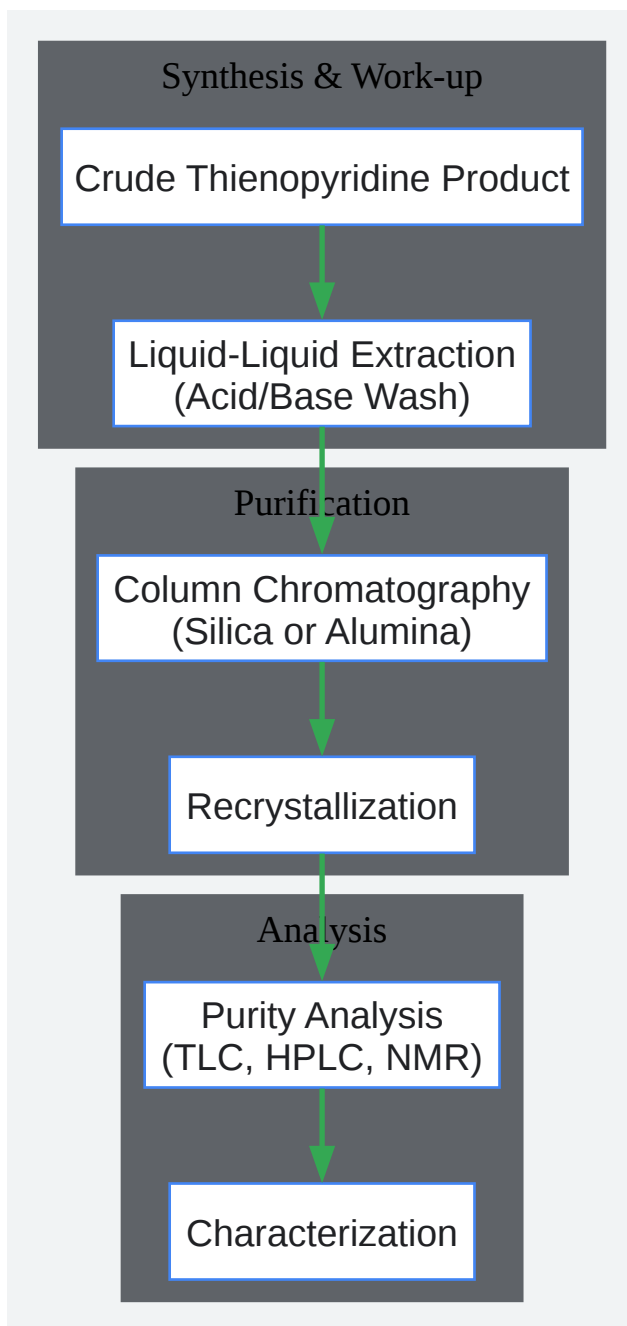 Synthesis & Work-up
Crude Thienopyridine Product
Liquid-Liquid Extraction
(Acid/Base Wash)
Purification
Column Chromatography
(Silica or Alumina)
Recrystallization
Analysis
Purity Analysis
(TLC, HPLC, NMR)
Characterization